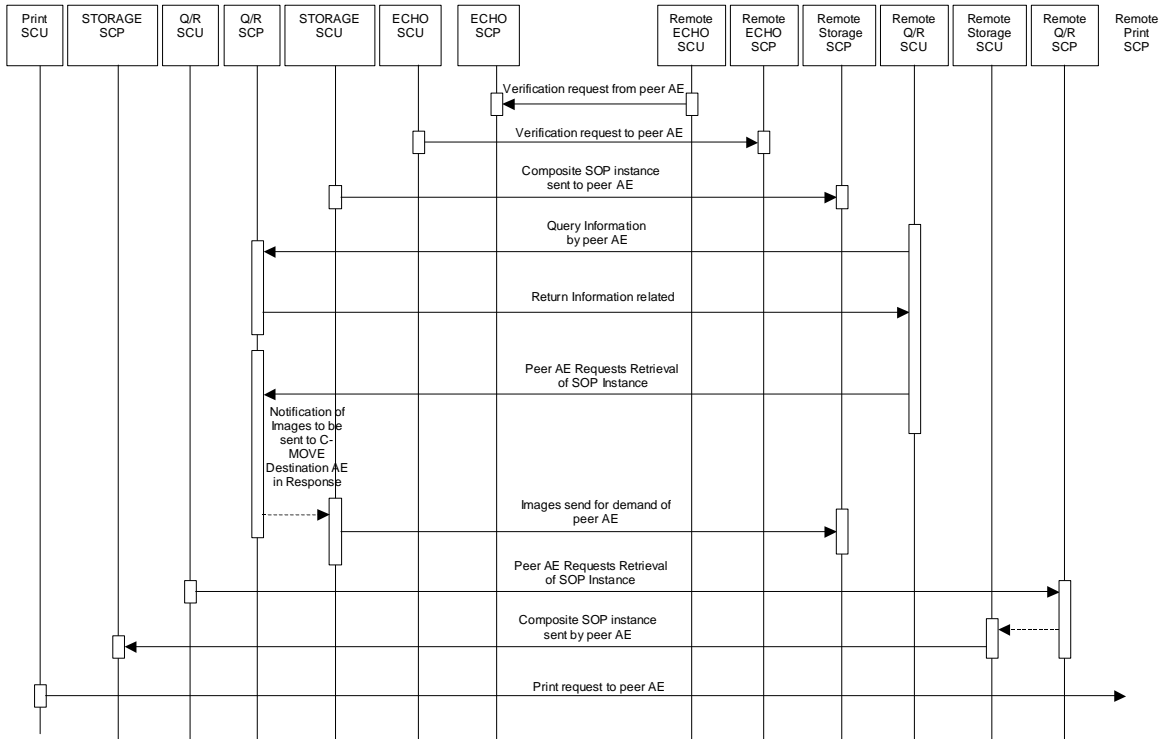 Print
SCU
STORAGE
SCP
Q/R
SCU
Q/R
SCP
STORAGE
SCU
ECHO
SCU
ECHO
SCP
Remote
ECHO
SCU
Remote
ECHO
SCP
Remote
Storage
SCP
Remote
Q/R
SCU
Remote
Storage
SCU
Remote
Q/R
SCP
Remote
Print
SCP
Verification request from peer AE
Verification request to peer AE
Composite SOP instance
sent to peer AE
Query Information
by peer AE
Return Information related
Peer AE Requests Retrieval
of SOP Instance
Notification of
Images to be
sent to C-
MOVE
Destination AE
in Response
Images send for demand of
peer AE
Peer AE Requests Retrieval
of SOP Instance
Composite SOP instance
sent by peer AE
Print request to peer AE